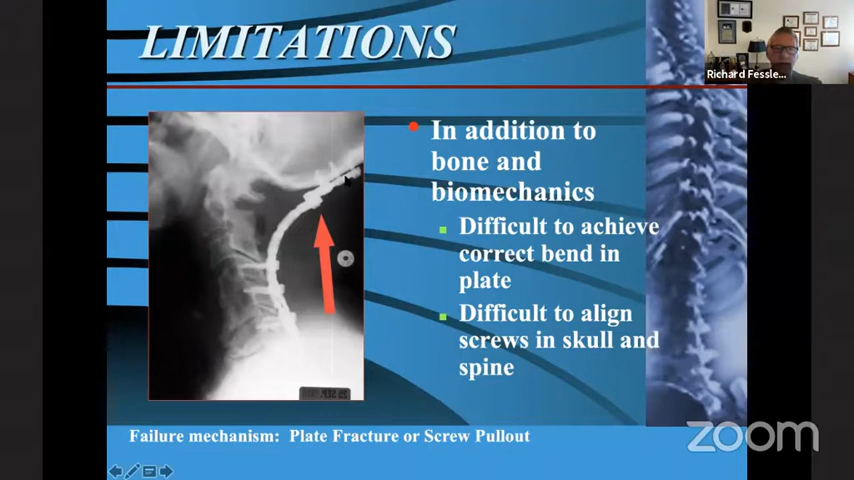 LIMITATIONS
Richard Fessle...
In addition to
bone and
biomechanics
Difficult to achieve
correct bend in
plate
Difficult to align
screws in skull and
spine
Failure mechanism: Plate Fracture or Screw Pullout
zoom